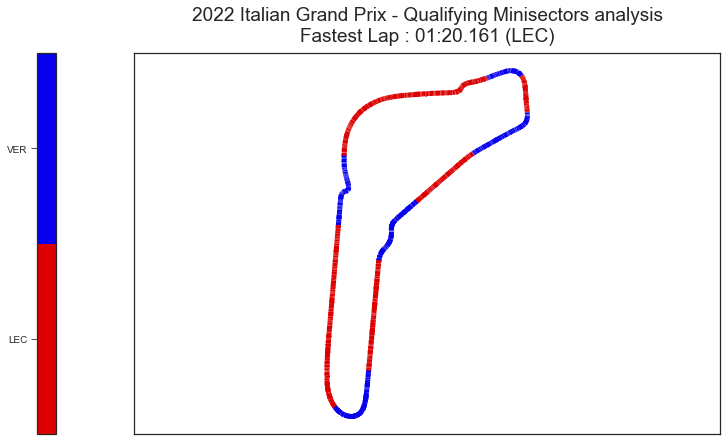 2022 Italian Grand Prix - Qualifying Minisectors analysis
Fastest Lap : 01:20.161 (LEC)
VER
LEC